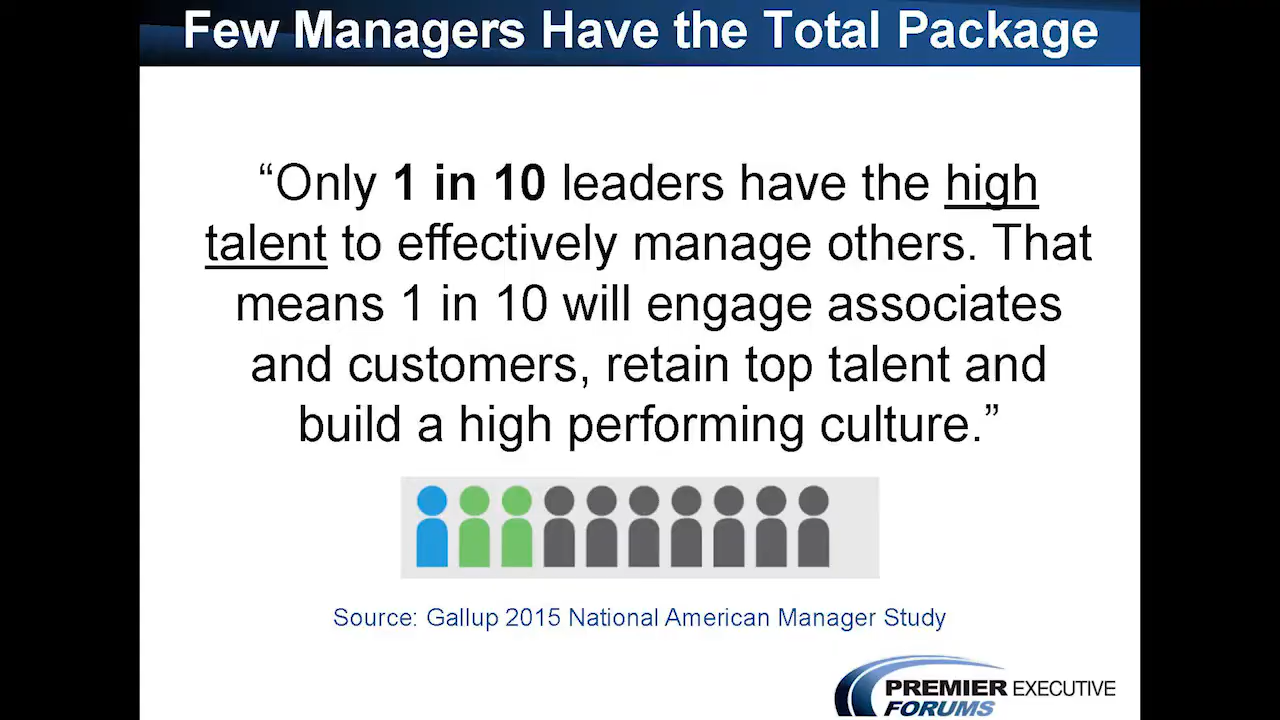 Few Managers Have the Total Package
“Only 1 in 10 leaders have the high
talent to effectively manage others. That
means 1 in 10 will engage associates
and customers, retain top talent and
build a high performing culture.”
Source: Gallup 2015 National American Manager Study
PREMIER EXECUTIVE
FORUMS